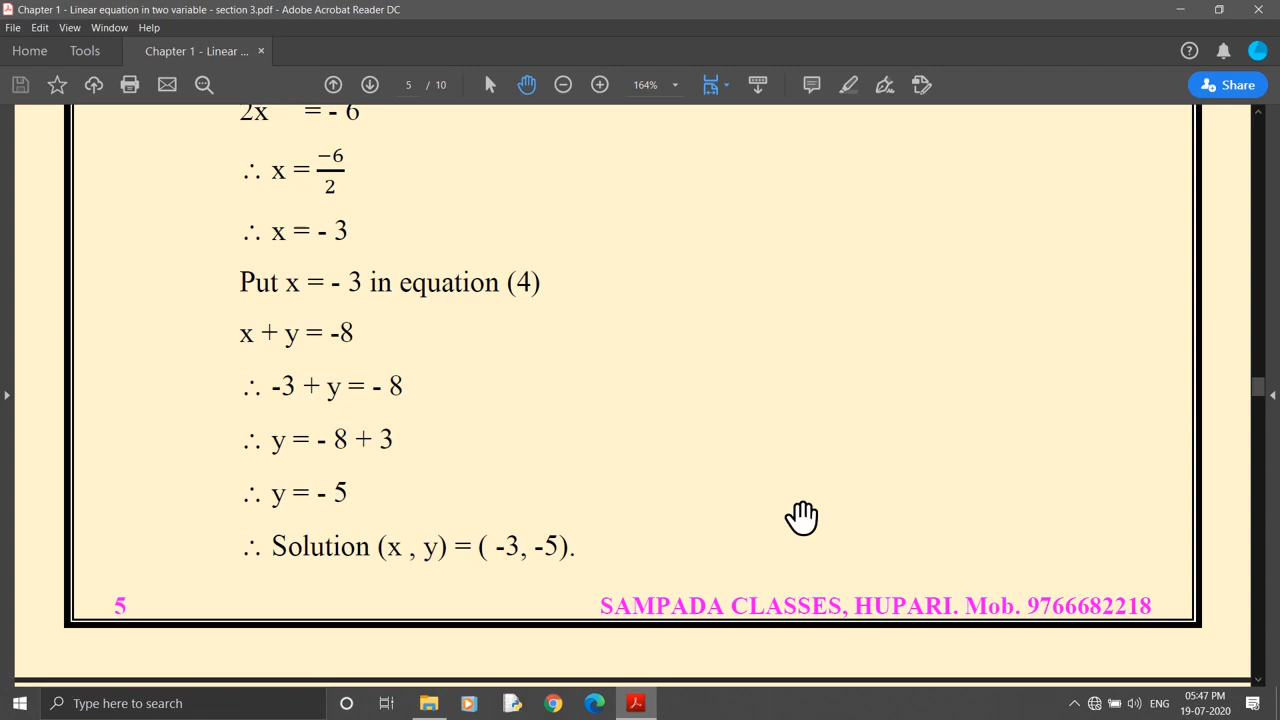 Chapter 1 - Linear equation in two variable - section 3.pdf - Adobe Acrobat Reader DC
File Edit View Window Help
Home Tools Chapter 1 - Linear ... ×
5 / 10 164% Share
2x = - 6
∴ x = −6/2
∴ x = - 3
Put x = - 3 in equation (4)
x + y = -8
∴ -3 + y = - 8
∴ y = - 8 + 3
∴ y = - 5
∴ Solution (x , y) = ( -3, -5).
5 SAMPADA CLASSES, HUPARI. Mob. 9766682218
Type here to search ENG 05:47 PM
19-07-2020